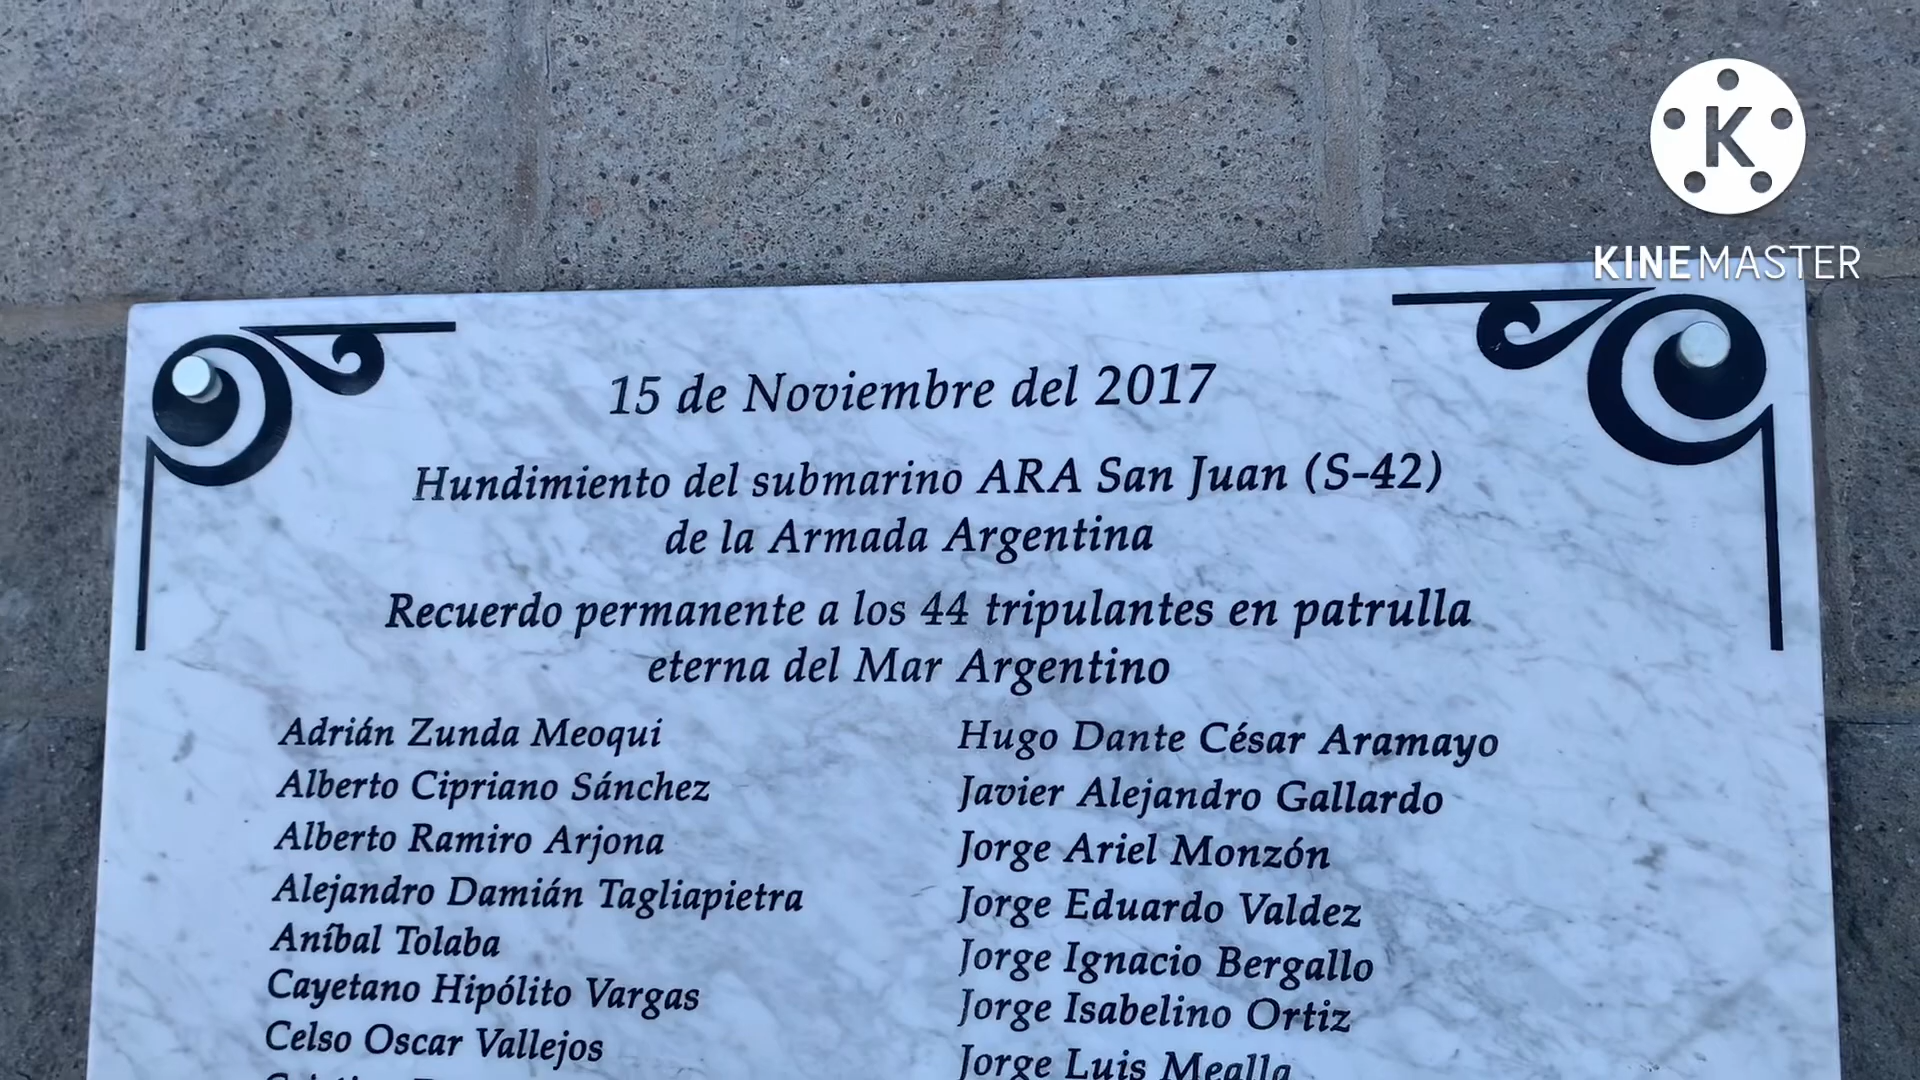 K
KINEMASTER
15 de Noviembre del 2017
Hundimiento del submarino ARA San Juan (S-42)
de la Armada Argentina
Recuerdo permanente a los 44 tripulantes en patrulla
eterna del Mar Argentino
Adrián Zunda Meoqui
Alberto Cipriano Sánchez
Alberto Ramiro Arjona
Alejandro Damián Tagliapietra
Aníbal Tolaba
Cayetano Hipólito Vargas
Celso Oscar Vallejos
Hugo Dante César Aramayo
Javier Alejandro Gallardo
Jorge Ariel Monzón
Jorge Eduardo Valdez
Jorge Ignacio Bergallo
Jorge Isabelino Ortiz
Jorge Luis Mealla